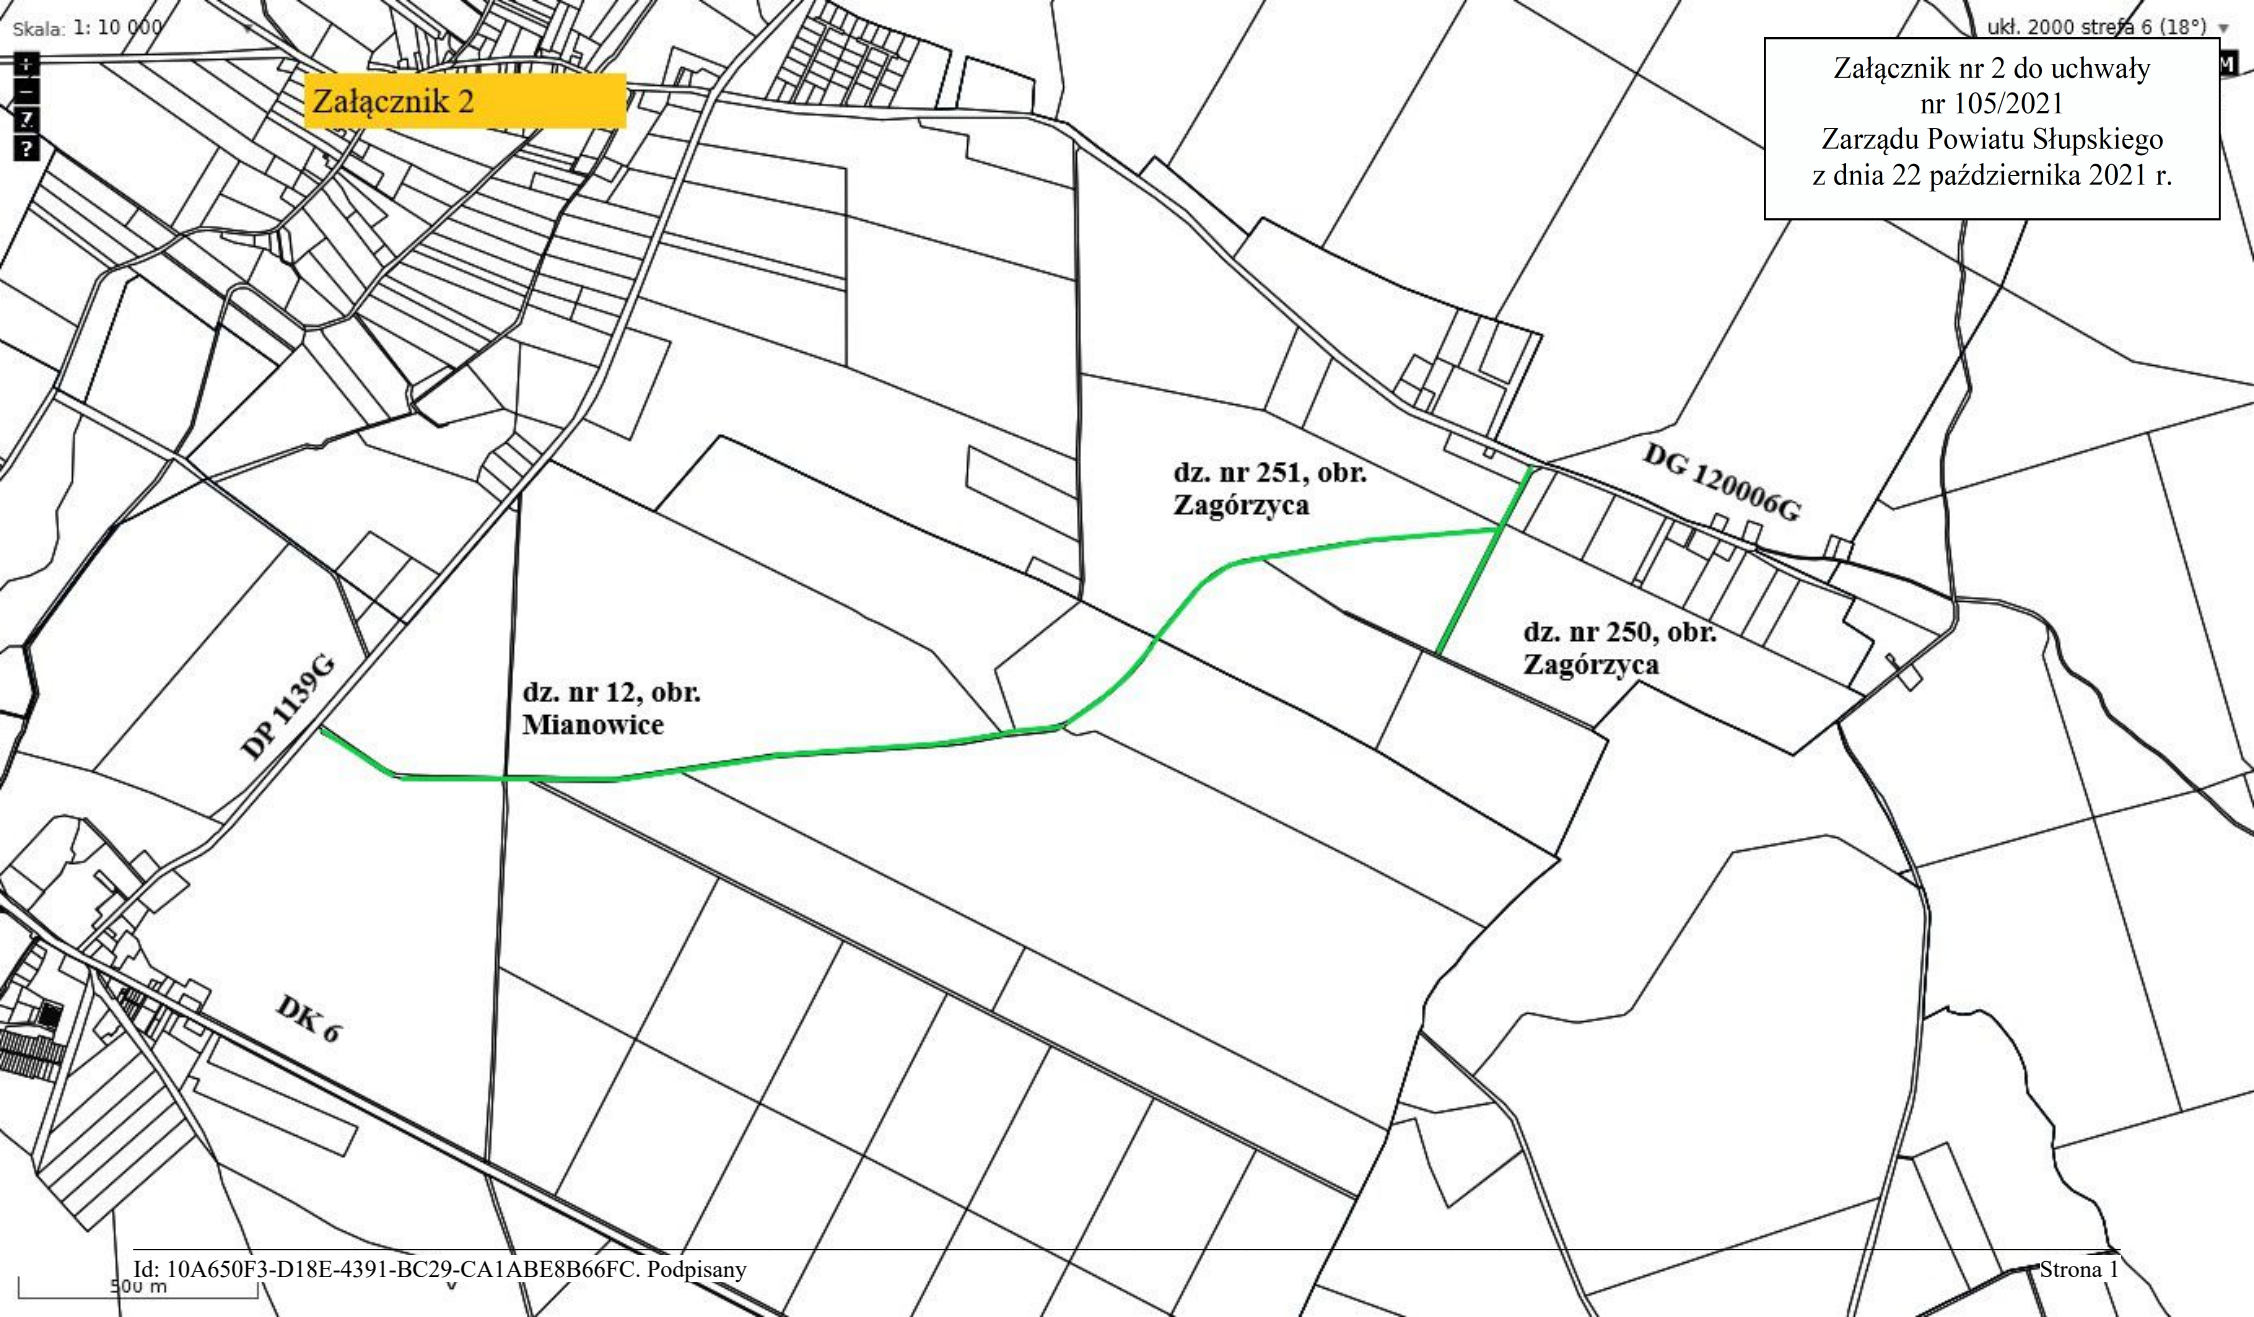 Skala: 1: 10 000
ukł. 2000 strefa 6 (18°)
+
−
?
M
Załącznik 2
Załącznik nr 2 do uchwały
nr 105/2021
Zarządu Powiatu Słupskiego
z dnia 22 października 2021 r.
dz. nr 251, obr.
Zagórzyca
DG 120006G
dz. nr 250, obr.
Zagórzyca
DP 1139G
dz. nr 12, obr.
Mianowice
DK 6
Id: 10A650F3-D18E-4391-BC29-CA1ABE8B66FC. Podpisany
Strona 1
500 m